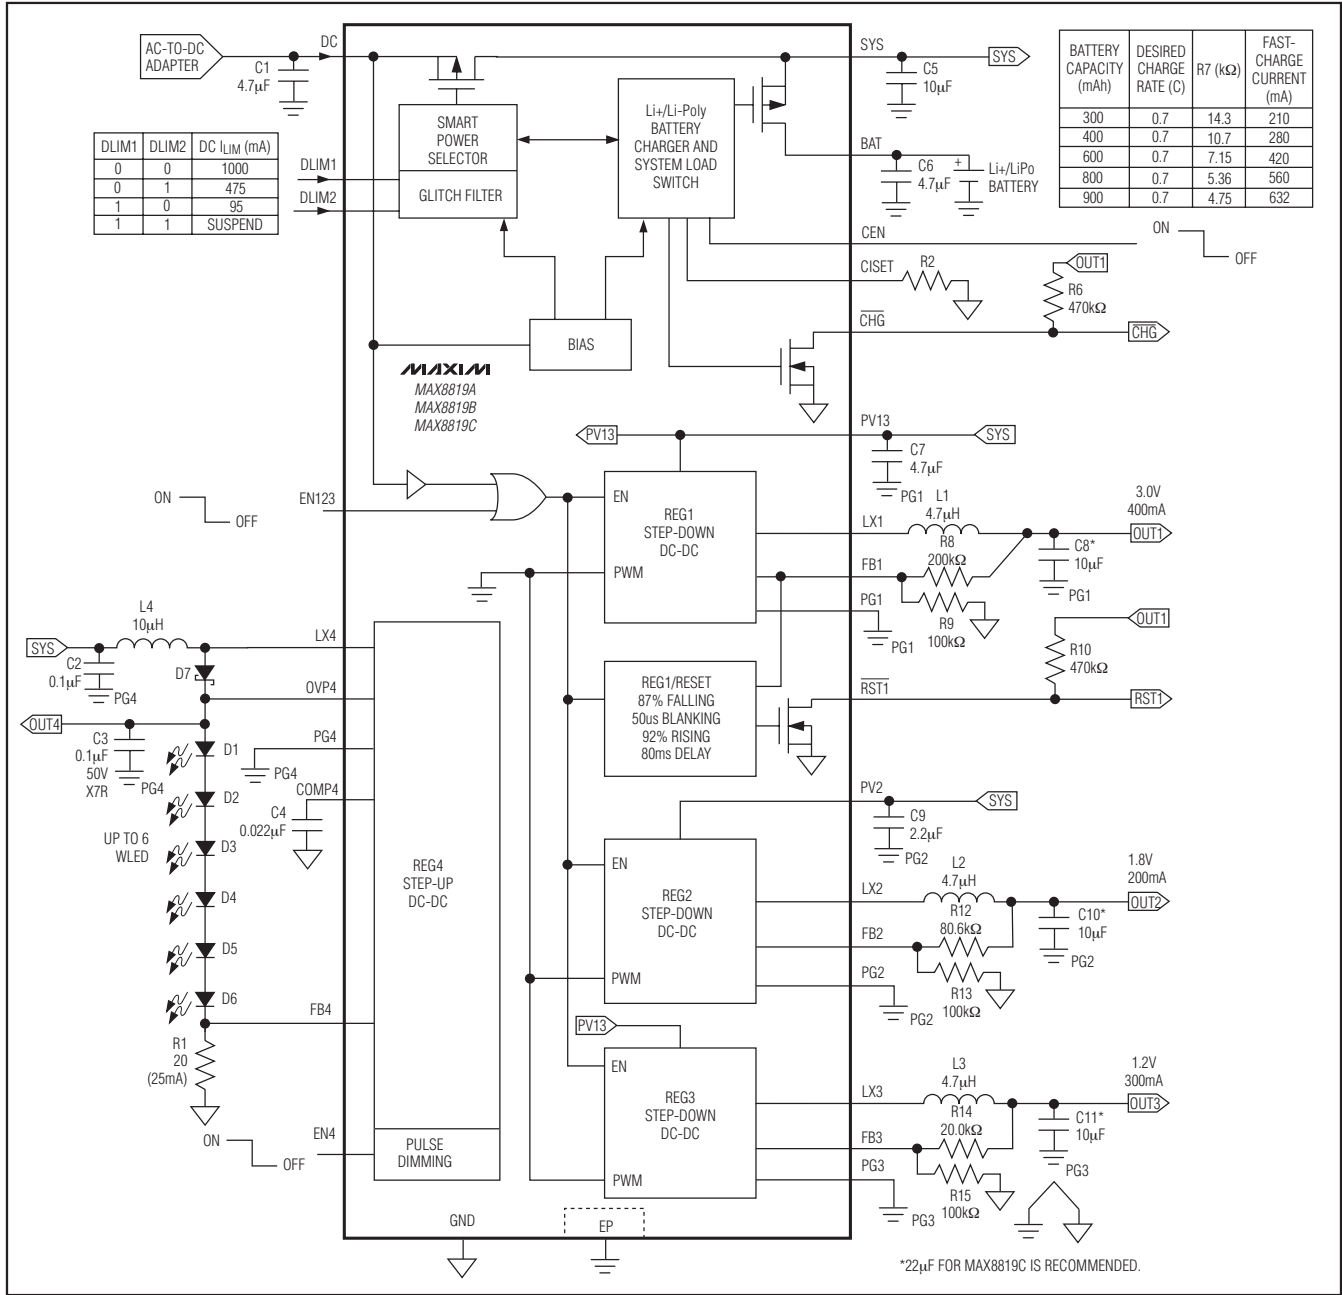 AC-TO-DC
ADAPTER
DC
C1
4.7µF
SYS
C5
10µF
SYS
BATTERY CAPACITY (mAh) DESIRED CHARGE RATE (C) R7 (kΩ) FAST-CHARGE CURRENT (mA)
300 0.7 14.3 210
400 0.7 10.7 280
600 0.7 7.15 420
800 0.7 5.36 560
900 0.7 4.75 632
DLIM1 DLIM2 DC ILIM (mA)
0 0 1000
0 1 475
1 0 95
1 1 SUSPEND
DLIM1
DLIM2
SMART
POWER
SELECTOR
GLITCH FILTER
Li+/Li-Poly
BATTERY
CHARGER AND
SYSTEM LOAD
SWITCH
BAT
C6
4.7µF
+
Li+/LiPo
BATTERY
CEN
ON
OFF
CISET
R2
OUT1
R6
470kΩ
CHG
CHG
BIAS
MAXIM
MAX8819A
MAX8819B
MAX8819C
PV13
PV13
SYS
C7
4.7µF
PG1
ON
OFF
EN123
EN
REG1
STEP-DOWN
DC-DC
PWM
LX1
L1
4.7µH
3.0V
400mA
OUT1
R8
200kΩ
C8*
10µF
PG1
FB1
PG1
PG1
R9
100kΩ
OUT1
R10
470kΩ
REG1/RESET
87% FALLING
50us BLANKING
92% RISING
80ms DELAY
RST1
RST1
L4
10µH
SYS
C2
0.1µF
PG4
LX4
D7
OVP4
OUT4
C3
0.1µF
50V
X7R
PG4
D1
PG4
PG4
COMP4
C4
0.022µF
D2
UP TO 6
WLED
D3
D4
D5
D6
FB4
R1
20
(25mA)
REG4
STEP-UP
DC-DC
PULSE
DIMMING
ON
OFF
EN4
PV2
SYS
C9
2.2µF
PG2
EN
REG2
STEP-DOWN
DC-DC
PWM
LX2
L2
4.7µH
1.8V
200mA
OUT2
R12
80.6kΩ
C10*
10µF
PG2
FB2
PG2
PG2
R13
100kΩ
PV13
EN
REG3
STEP-DOWN
DC-DC
PWM
LX3
L3
4.7µH
1.2V
300mA
OUT3
R14
20.0kΩ
C11*
10µF
PG3
FB3
PG3
PG3
R15
100kΩ
GND
EP
*22µF FOR MAX8819C IS RECOMMENDED.